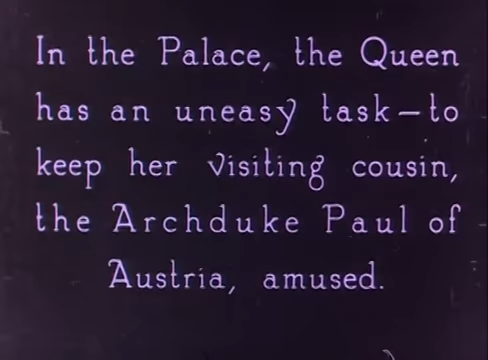 In the Palace, the Queen
has an uneasy task—to
keep her visiting cousin,
the Archduke Paul of
Austria, amused.